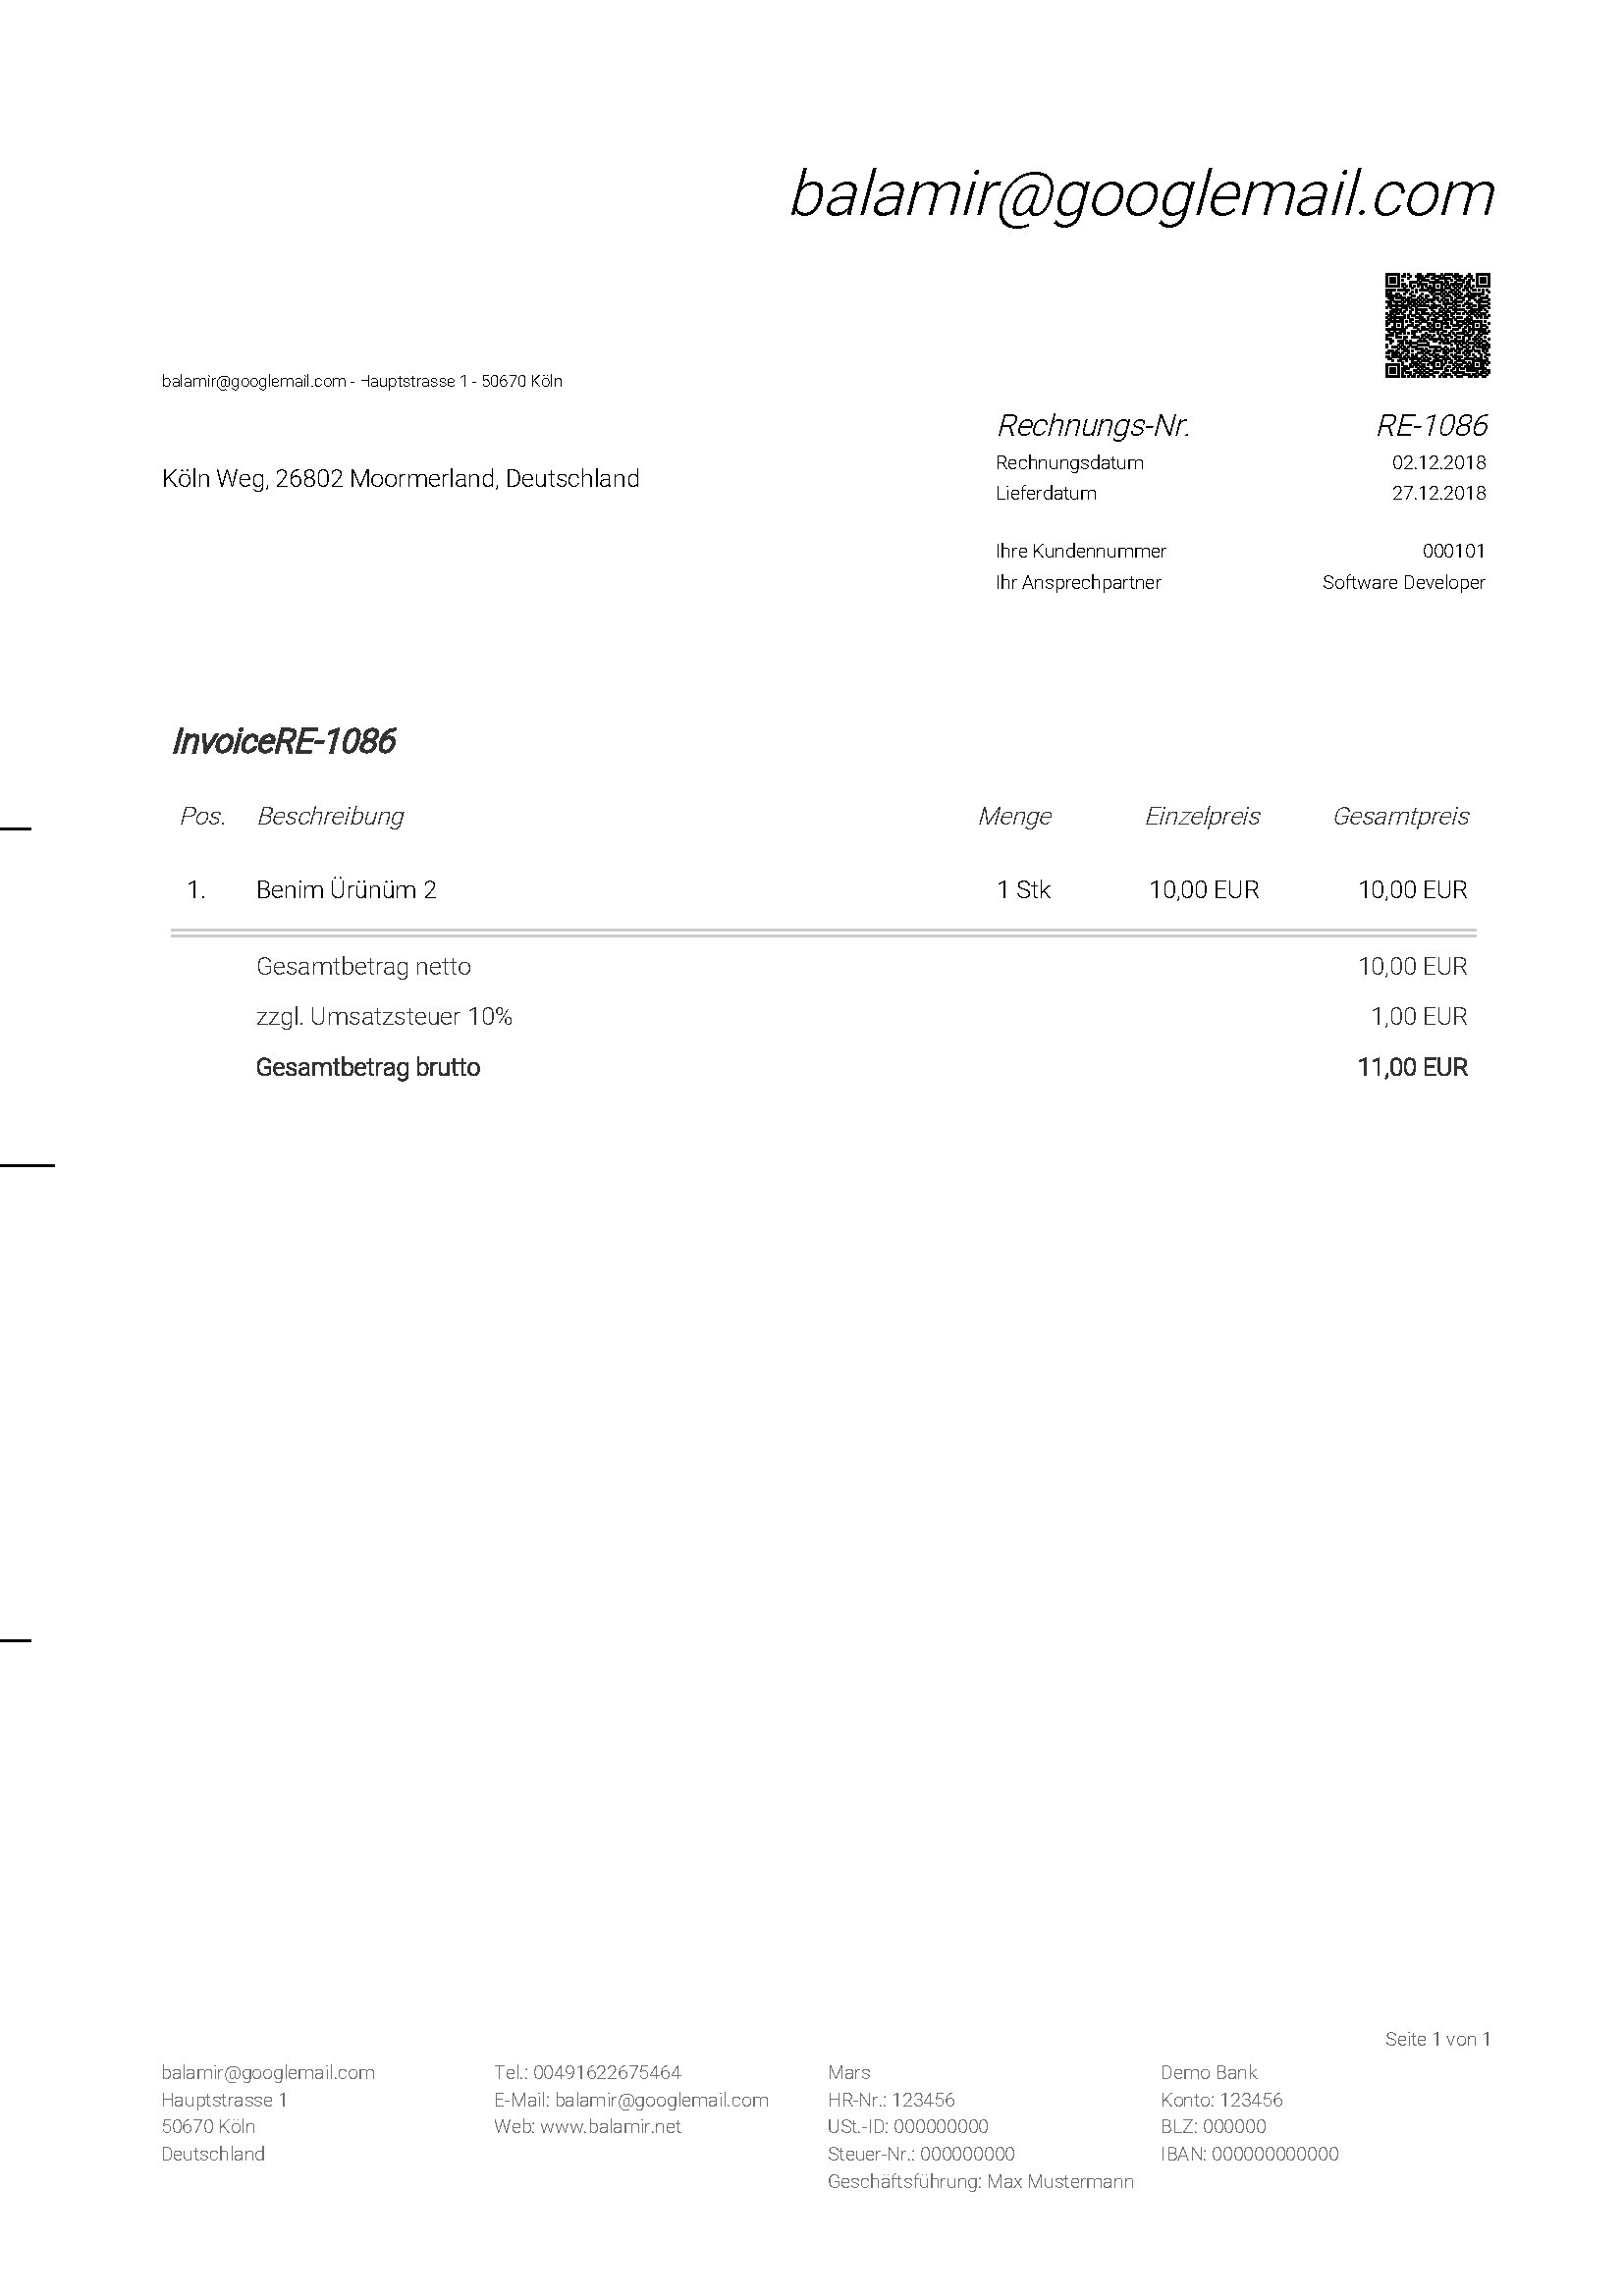 balamir@googlemail.com
balamir@googlemail.com - Hauptstrasse 1 - 50670 Köln
Köln Weg, 26802 Moormerland, Deutschland
Rechnungs-Nr. RE-1086
Rechnungsdatum 02.12.2018
Lieferdatum 27.12.2018
Ihre Kundennummer 000101
Ihr Ansprechpartner Software Developer
InvoiceRE-1086
Pos. Beschreibung Menge Einzelpreis Gesamtpreis
1. Benim Ürünüm 2 1 Stk 10,00 EUR 10,00 EUR
Gesamtbetrag netto 10,00 EUR
zzgl. Umsatzsteuer 10% 1,00 EUR
Gesamtbetrag brutto 11,00 EUR
Seite 1 von 1
balamir@googlemail.com
Hauptstrasse 1
50670 Köln
Deutschland
Tel.: 00491622675464
E-Mail: balamir@googlemail.com
Web: www.balamir.net
Mars
HR-Nr.: 123456
USt.-ID: 000000000
Steuer-Nr.: 000000000
Geschäftsführung: Max Mustermann
Demo Bank
Konto: 123456
BLZ: 000000
IBAN: 000000000000